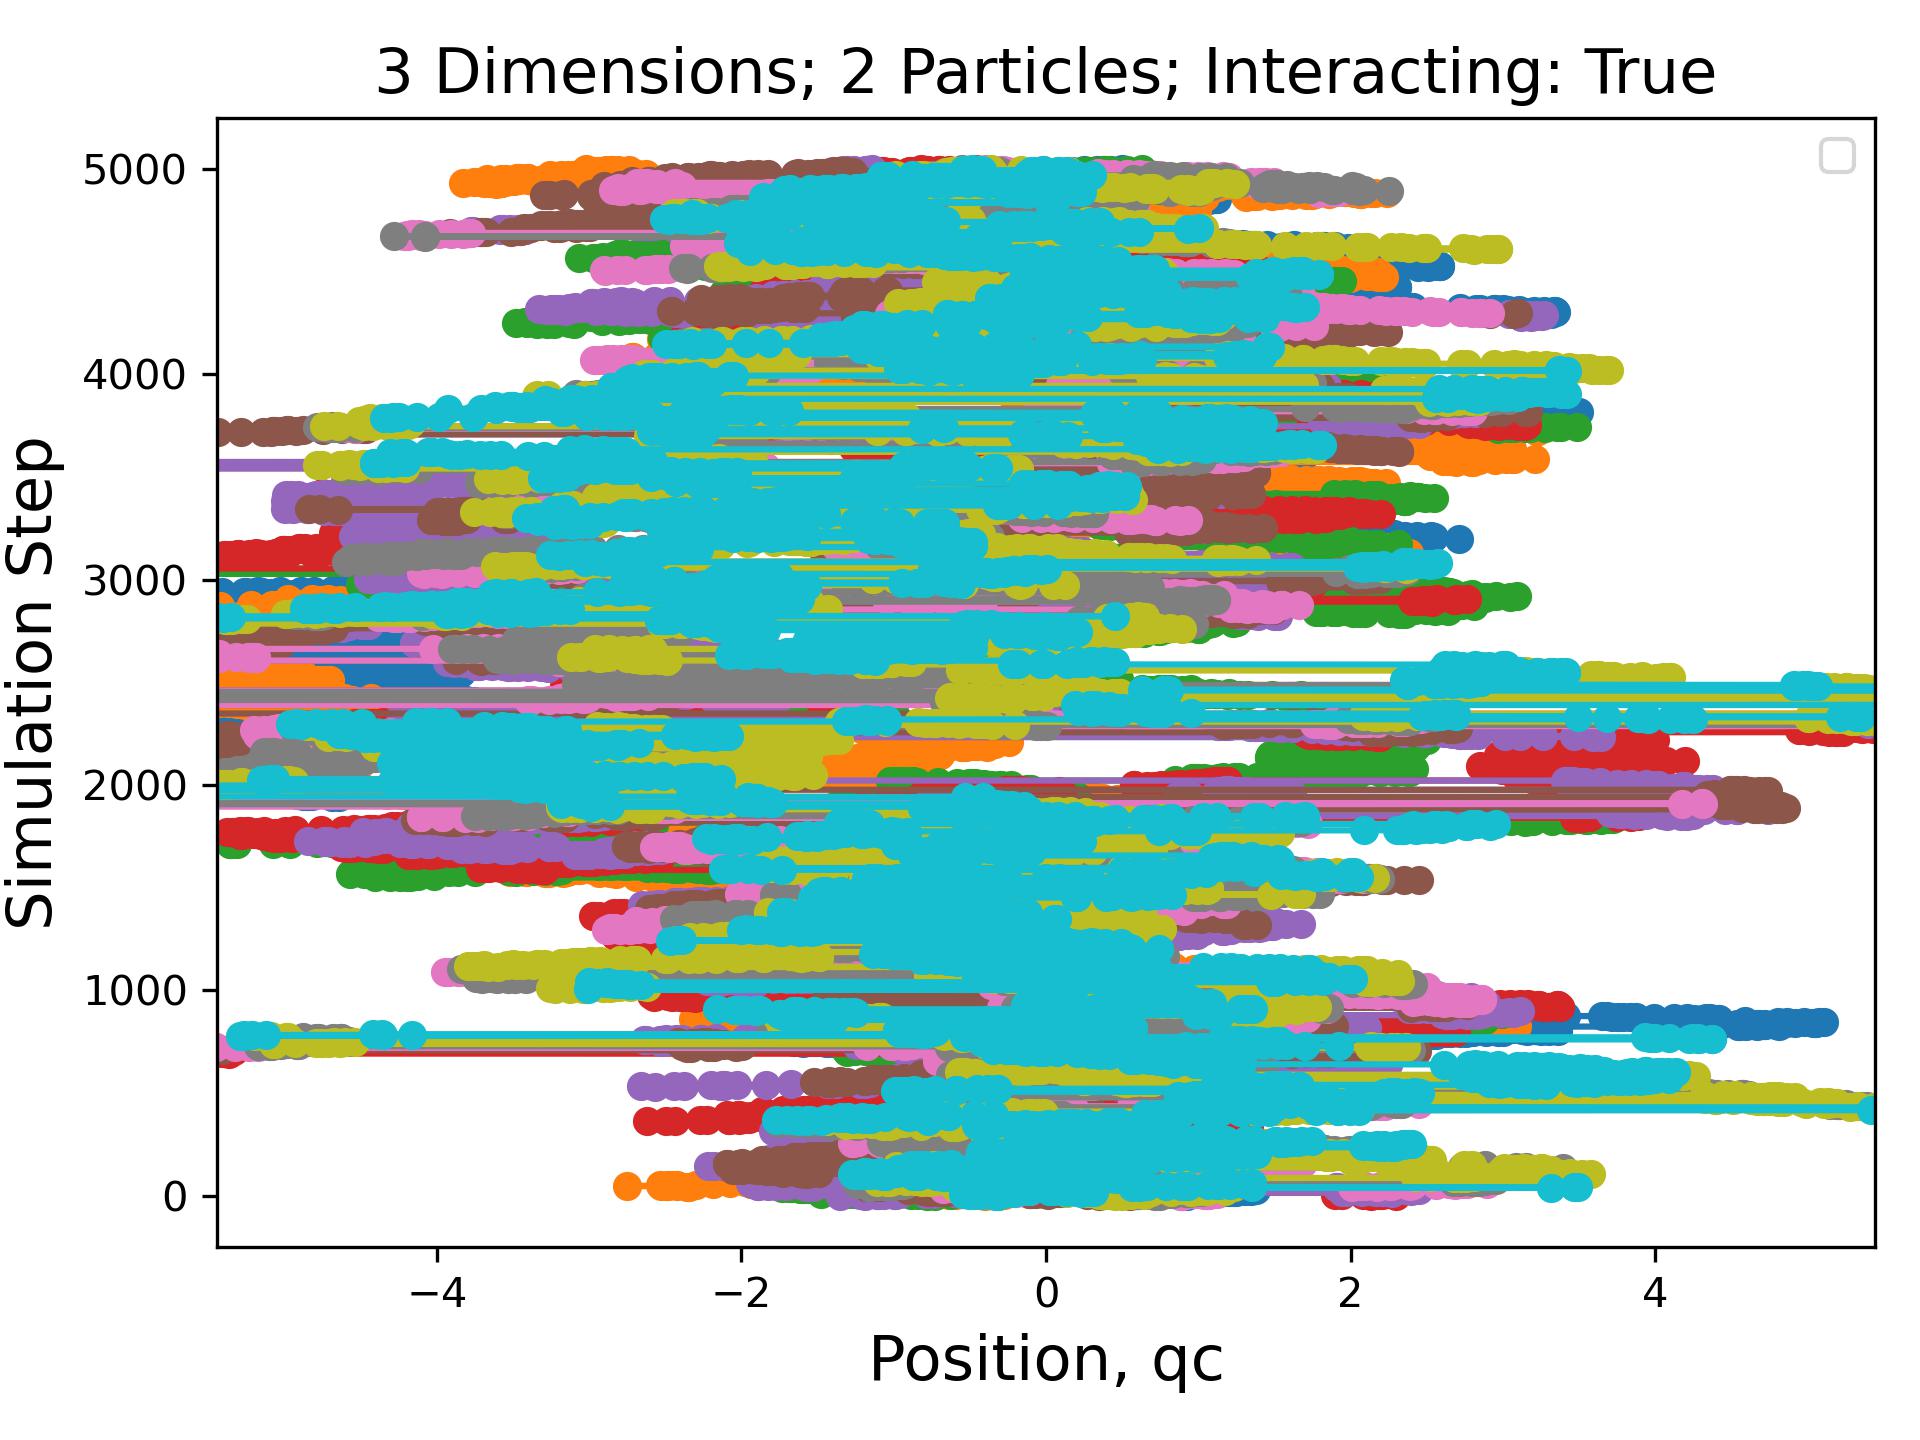 3 Dimensions; 2 Particles; Interacting: True
Simulation Step
5000
4000
3000
2000
1000
0
−4 −2 0 2 4
Position, qc